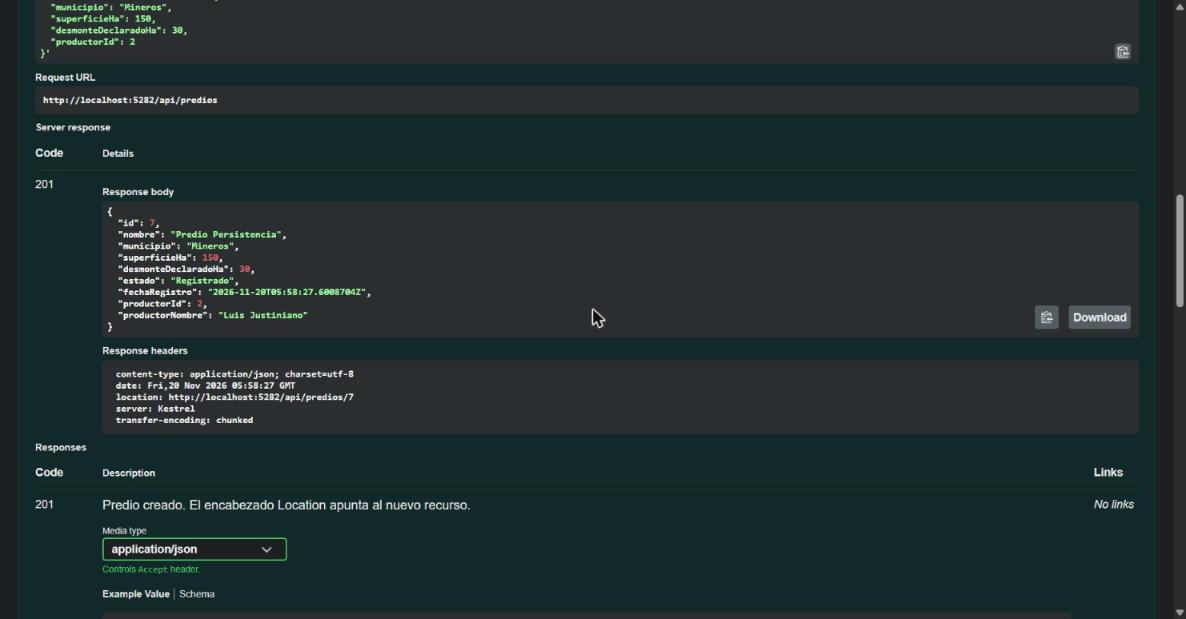 "municipio": "Mineros",
"superficieHa": 150,
"desmonteDeclaradoHa": 30,
"productorId": 2
}'
Request URL
http://localhost:5282/api/predios
Server response
Code Details
201
Response body
{
"id": 7,
"nombre": "Predio Persistencia",
"municipio": "Mineros",
"superficieHa": 150,
"desmonteDeclaradoHa": 30,
"estado": "Registrado",
"fechaRegistro": "2026-11-20T05:58:27.6008704Z",
"productorId": 2,
"productorNombre": "Luis Justiniano"
}
Download
Response headers
content-type: application/json; charset=utf-8
date: Fri,20 Nov 2026 05:58:27 GMT
location: http://localhost:5282/api/predios/7
server: Kestrel
transfer-encoding: chunked
Responses
Code Description Links
201 Predio creado. El encabezado Location apunta al nuevo recurso. No links
Media type
application/json
Controls Accept header.
Example Value | Schema